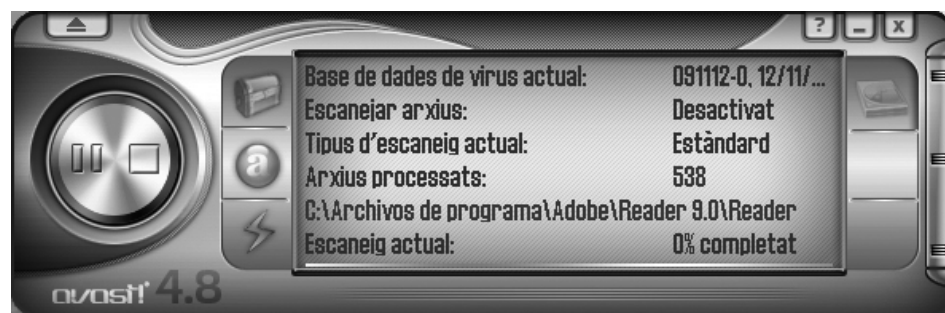 ? _ x
Base de dades de virus actual: 091112-0, 12/11/...
Escanejar arxius: Desactivat
Tipus d'escaneig actual: Estàndard
Arxius processats: 538
C:\Archivos de programa\Adobe\Reader 9.0\Reader
Escaneig actual: 0% completat
a
avast! 4.8